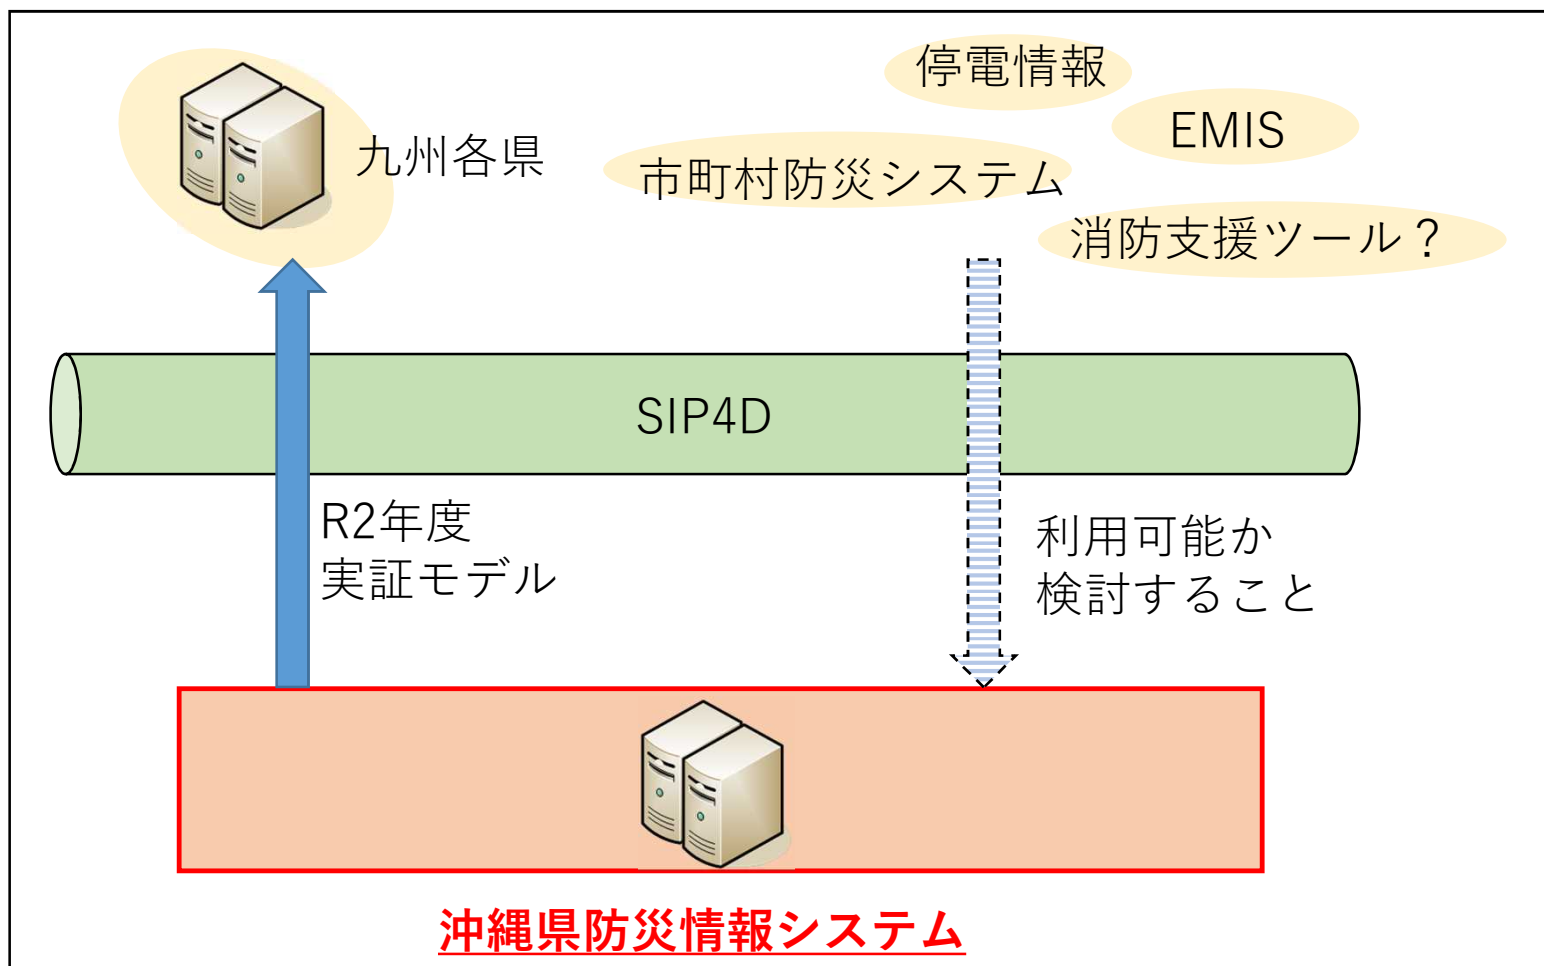 停電情報
EMIS
九州各県
市町村防災システム
消防支援ツール？
SIP4D
R2年度
実証モデル
利用可能か
検討すること
沖縄県防災情報システム